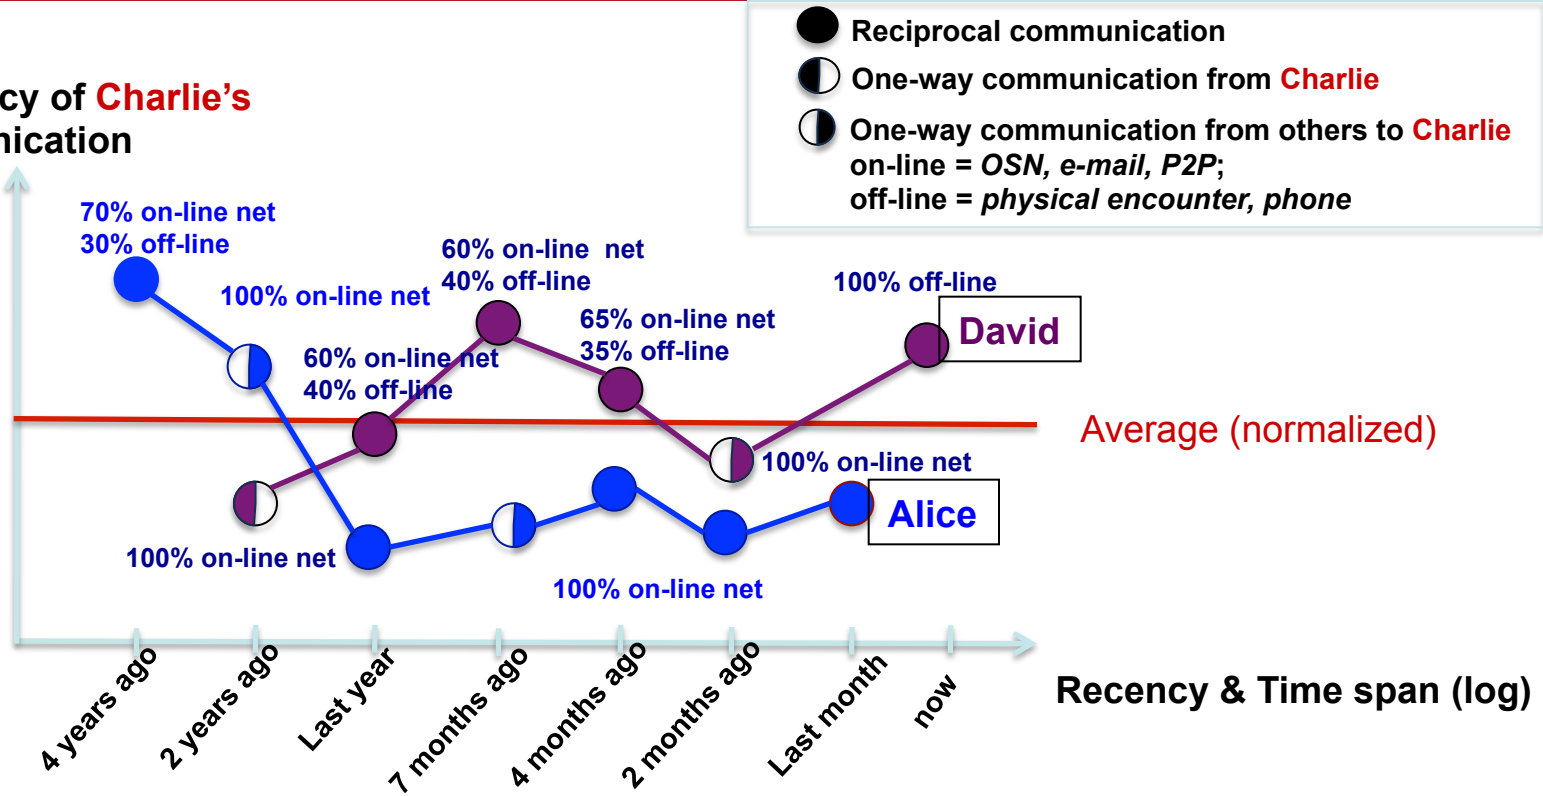 Reciprocal communication
One-way communication from Charlie
One-way communication from others to Charlie
on-line = OSN, e-mail, P2P;
off-line = physical encounter, phone
cy of Charlie's
nication
70% on-line net
30% off-line
100% on-line net
60% on-line net
40% off-line
60% on-line net
40% off-line
65% on-line net
35% off-line
100% off-line
David
Average (normalized)
100% on-line net
Alice
100% on-line net
100% on-line net
4 years ago
2 years ago
Last year
7 months ago
4 months ago
2 months ago
Last month
now
Recency & Time span (log)